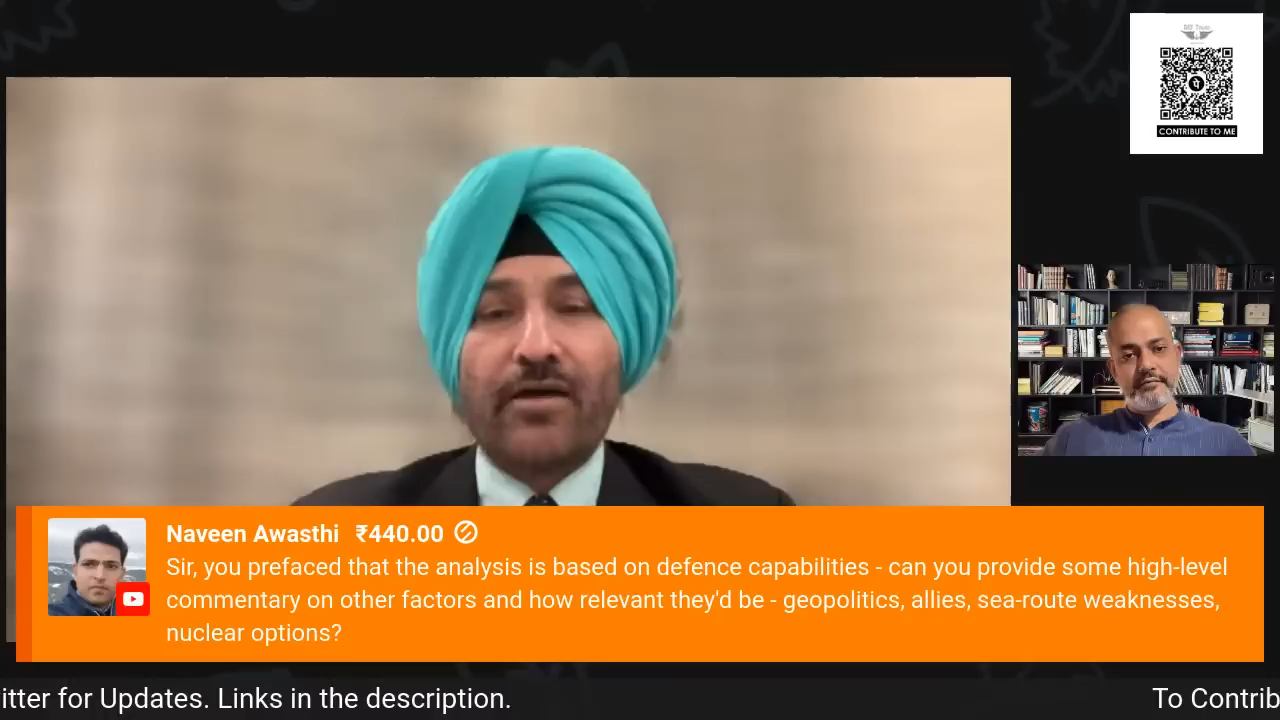 CONTRIBUTE TO ME
Naveen Awasthi ₹440.00
Sir, you prefaced that the analysis is based on defence capabilities - can you provide some high-level
commentary on other factors and how relevant they'd be - geopolitics, allies, sea-route weaknesses,
nuclear options?
itter for Updates. Links in the description. To Contrib